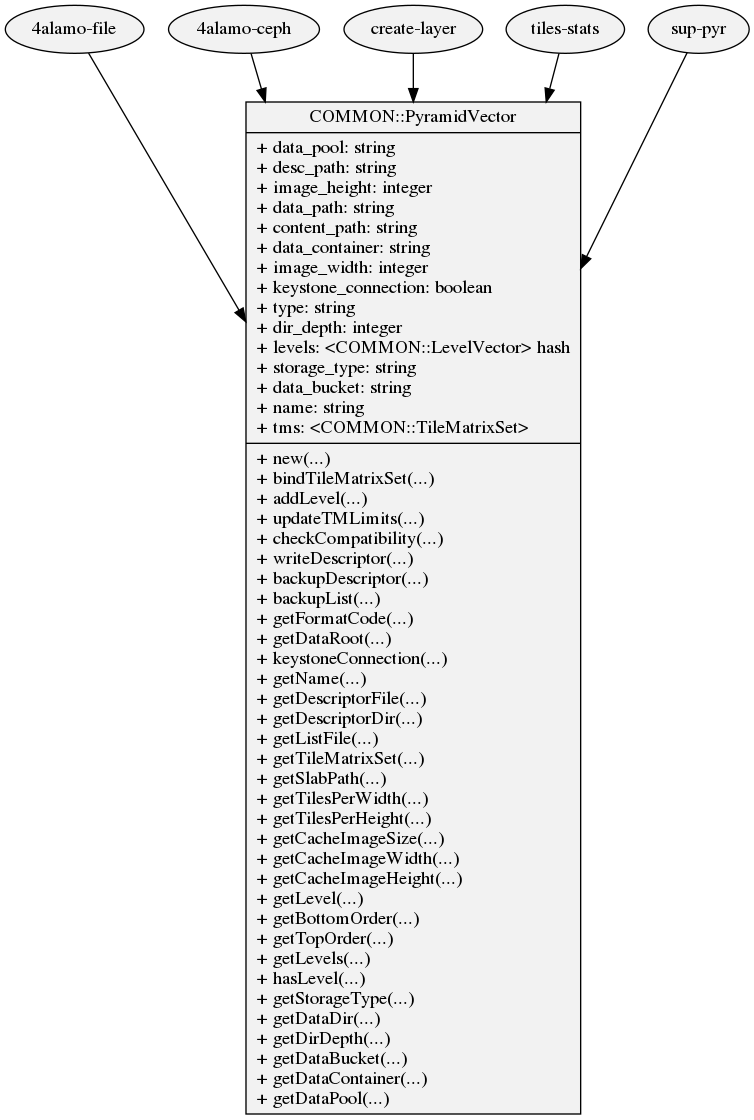 4alamo-file
4alamo-ceph
create-layer
tiles-stats
sup-pyr
COMMON::PyramidVector
+ data_pool: string
+ desc_path: string
+ image_height: integer
+ data_path: string
+ content_path: string
+ data_container: string
+ image_width: integer
+ keystone_connection: boolean
+ type: string
+ dir_depth: integer
+ levels: <COMMON::LevelVector> hash
+ storage_type: string
+ data_bucket: string
+ name: string
+ tms: <COMMON::TileMatrixSet>
+ new(...)
+ bindTileMatrixSet(...)
+ addLevel(...)
+ updateTMLimits(...)
+ checkCompatibility(...)
+ writeDescriptor(...)
+ backupDescriptor(...)
+ backupList(...)
+ getFormatCode(...)
+ getDataRoot(...)
+ keystoneConnection(...)
+ getName(...)
+ getDescriptorFile(...)
+ getDescriptorDir(...)
+ getListFile(...)
+ getTileMatrixSet(...)
+ getSlabPath(...)
+ getTilesPerWidth(...)
+ getTilesPerHeight(...)
+ getCacheImageSize(...)
+ getCacheImageWidth(...)
+ getCacheImageHeight(...)
+ getLevel(...)
+ getBottomOrder(...)
+ getTopOrder(...)
+ getLevels(...)
+ hasLevel(...)
+ getStorageType(...)
+ getDataDir(...)
+ getDirDepth(...)
+ getDataBucket(...)
+ getDataContainer(...)
+ getDataPool(...)